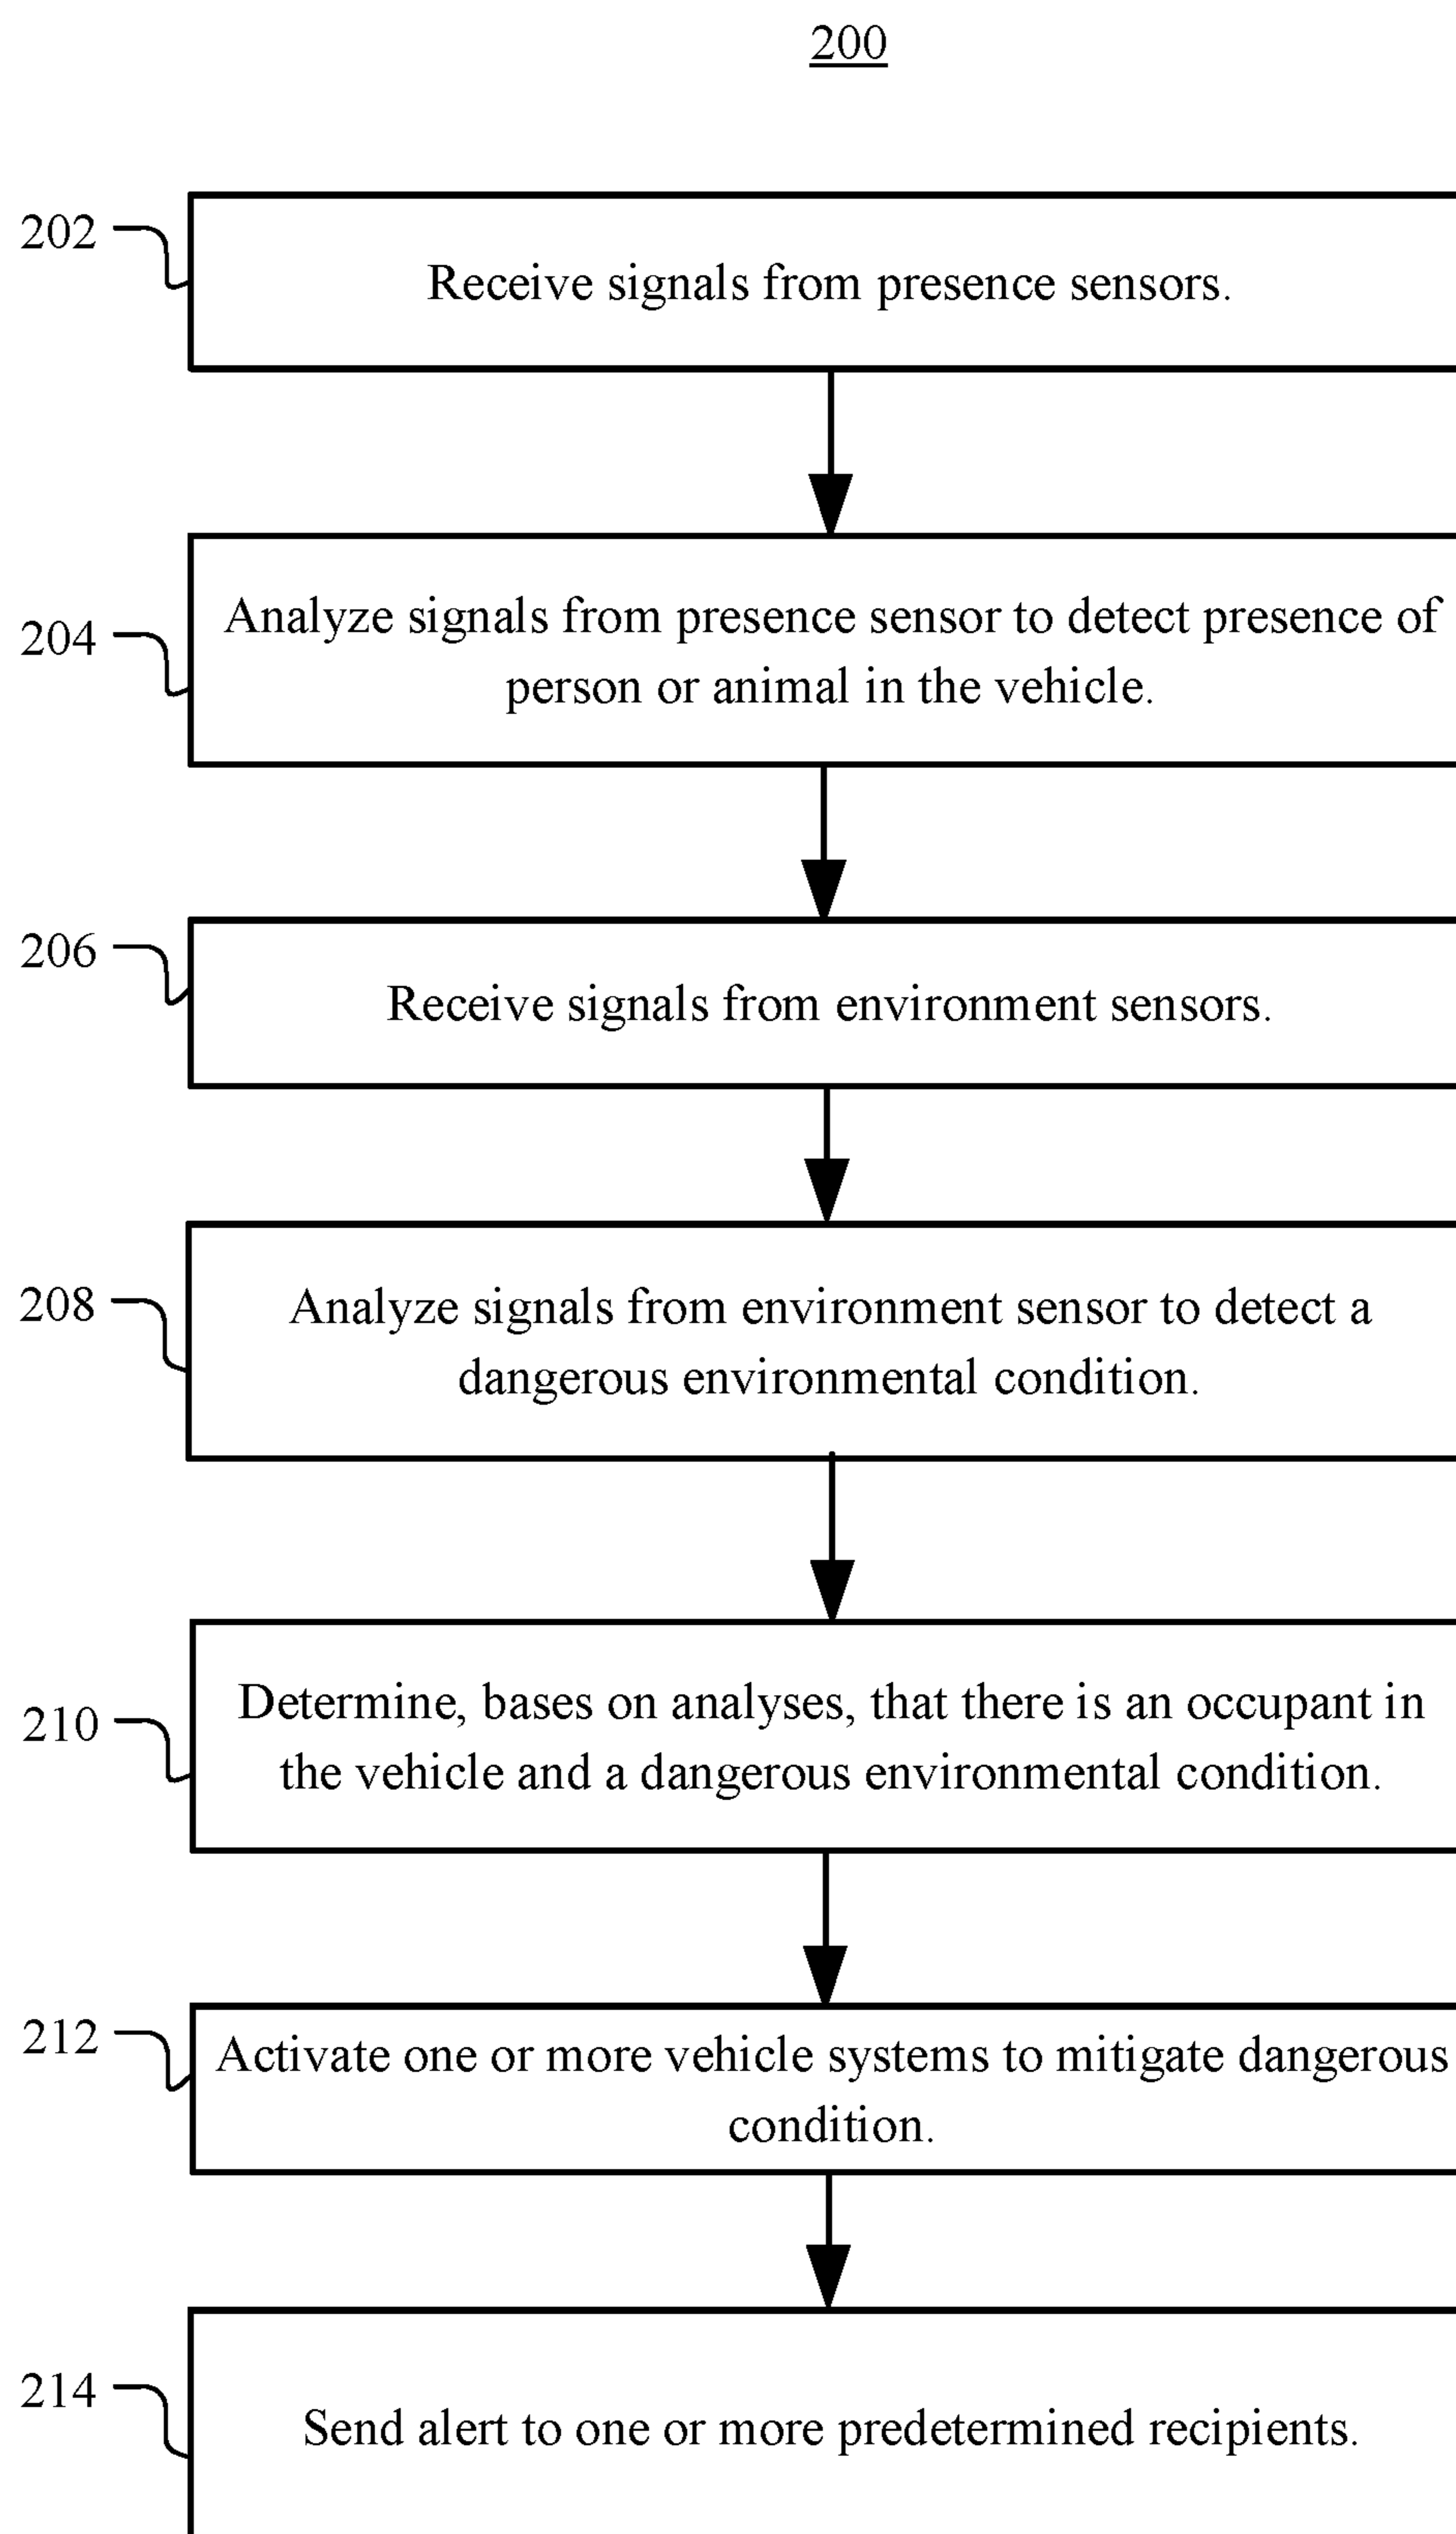 200
202
Receive signals from presence sensors.
204
Analyze signals from presence sensor to detect presence of
person or animal in the vehicle.
206
Receive signals from environment sensors.
208
Analyze signals from environment sensor to detect a
dangerous environmental condition.
210
Determine, bases on analyses, that there is an occupant in
the vehicle and a dangerous environmental condition.
212
Activate one or more vehicle systems to mitigate dangerous
condition.
214
Send alert to one or more predetermined recipients.